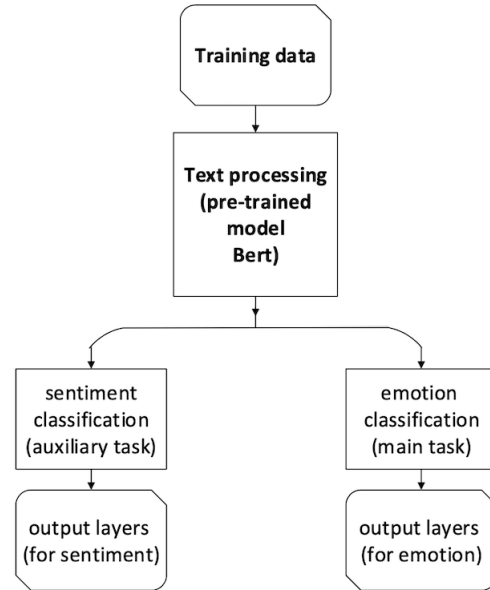 Training data
Text processing
(pre-trained
model
Bert)
sentiment
classification
(auxiliary task)
emotion
classification
(main task)
output layers
(for sentiment)
output layers
(for emotion)